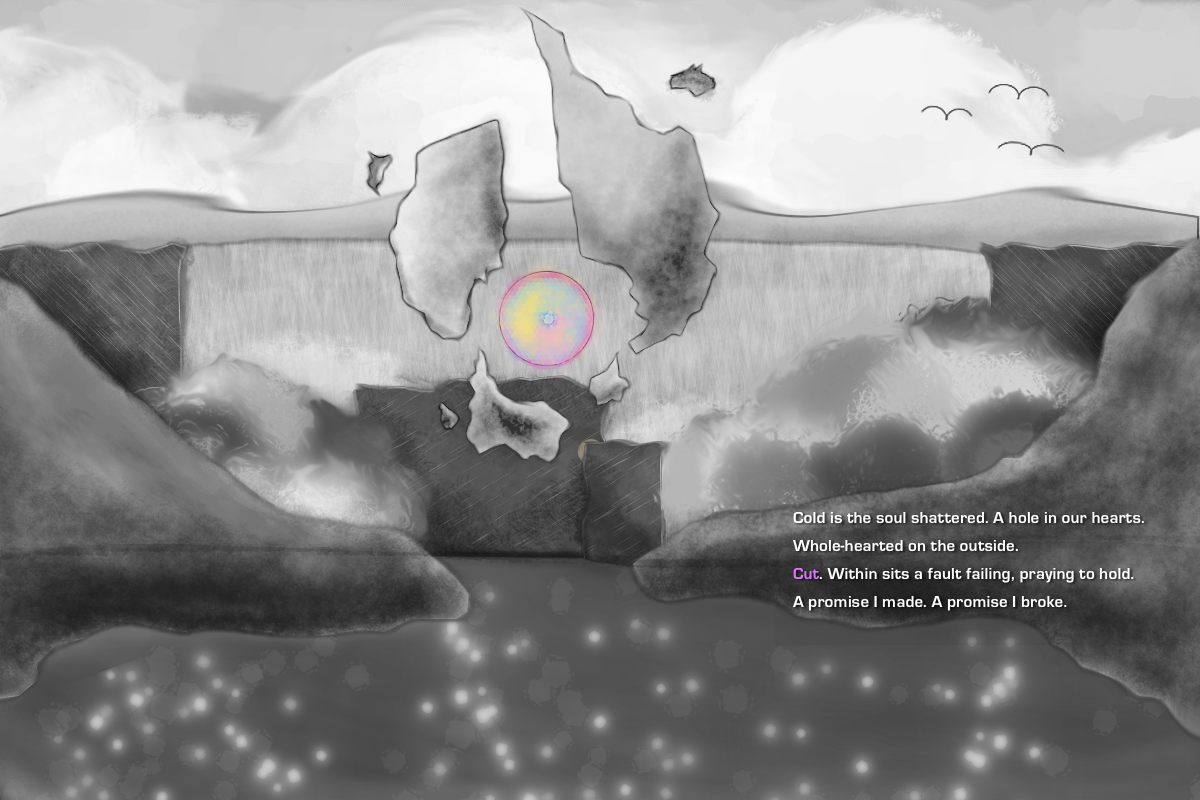 Cold is the soul shattered. A hole in our hearts.
Whole-hearted on the outside.
Cut. Within sits a fault failing, praying to hold.
A promise I made. A promise I broke.